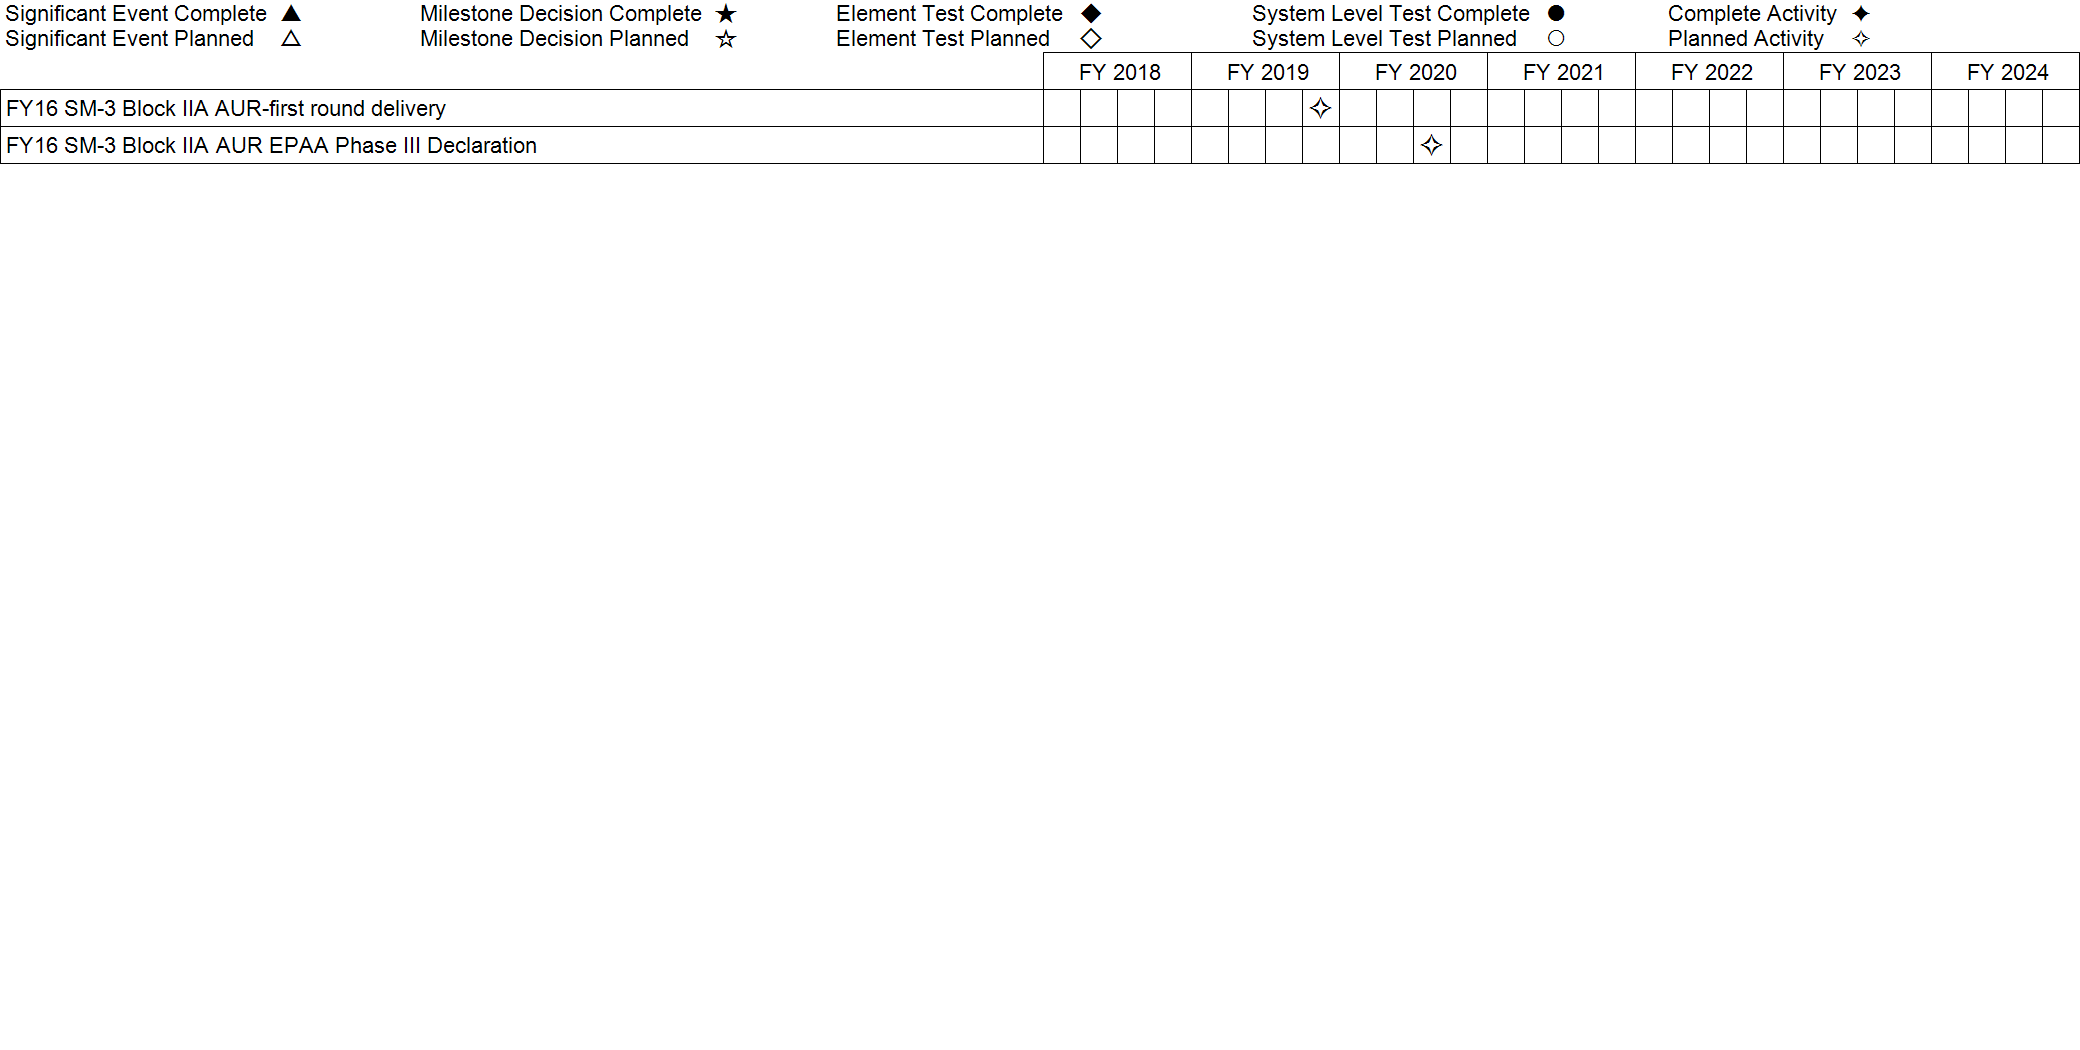 Significant Event Complete ▲ Milestone Decision Complete ★ Element Test Complete ◆ System Level Test Complete ● Complete Activity ✦
Significant Event Planned △ Milestone Decision Planned ☆ Element Test Planned ◇ System Level Test Planned ○ Planned Activity ✧
FY 2018 FY 2019 FY 2020 FY 2021 FY 2022 FY 2023 FY 2024
FY16 SM-3 Block IIA AUR-first round delivery ✧
FY16 SM-3 Block IIA AUR EPAA Phase III Declaration ✧